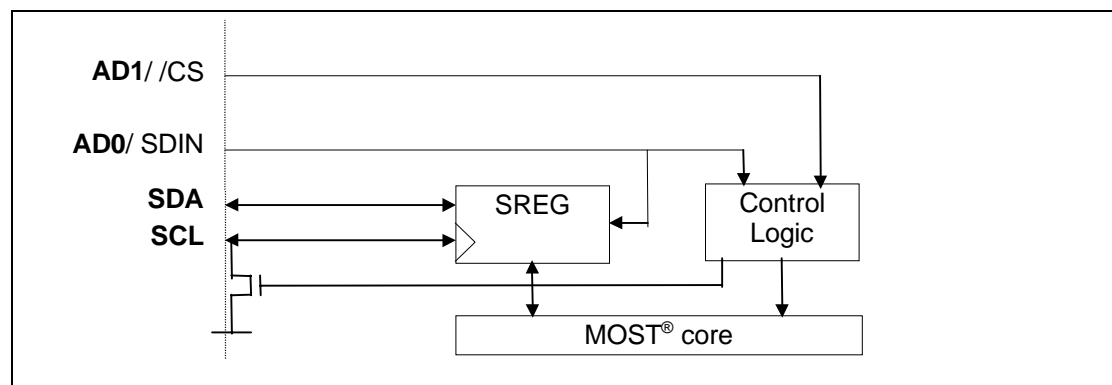 AD1/ /CS
AD0/ SDIN
SDA
SCL
SREG
Control
Logic
MOST® core